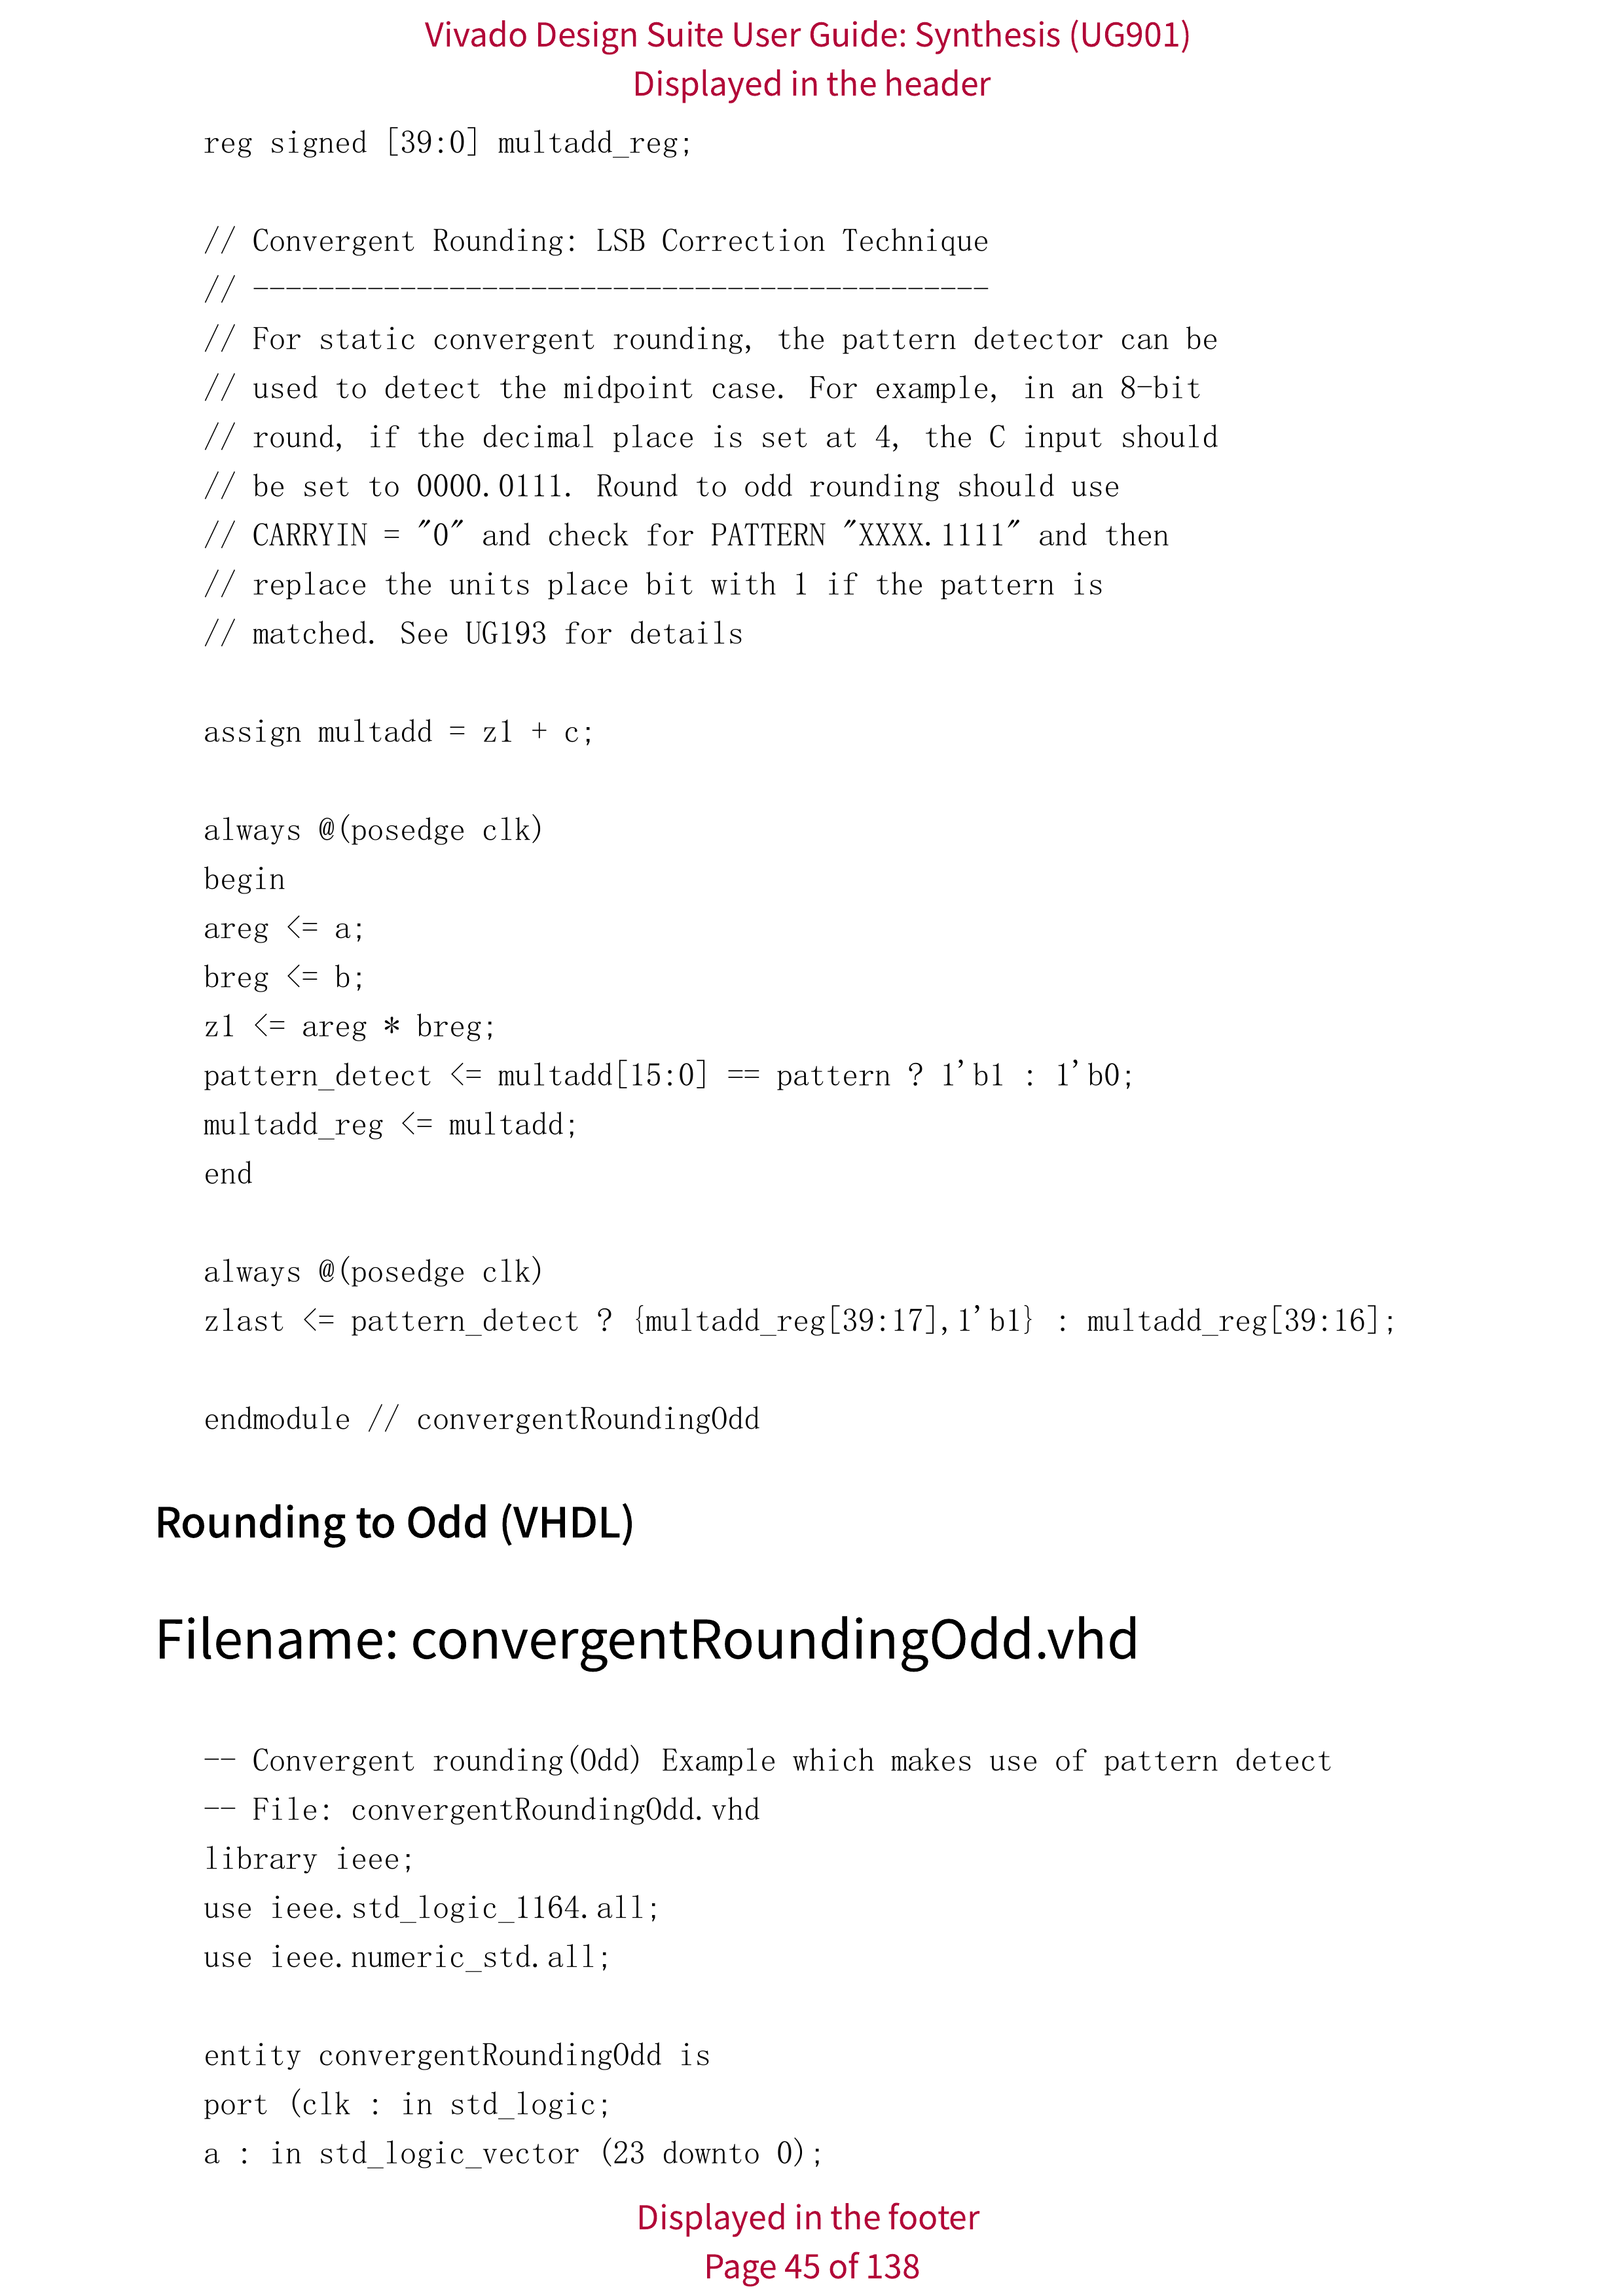 Vivado Design Suite User Guide: Synthesis (UG901)
Displayed in the header
reg signed [39:0] multadd_reg;
// Convergent Rounding: LSB Correction Technique
// ---------------------------------------------
// For static convergent rounding, the pattern detector can be
// used to detect the midpoint case. For example, in an 8-bit
// round, if the decimal place is set at 4, the C input should
// be set to 0000.0111. Round to odd rounding should use
// CARRYIN = "0" and check for PATTERN "XXXX.1111" and then
// replace the units place bit with 1 if the pattern is
// matched. See UG193 for details
assign multadd = z1 + c;
always @(posedge clk)
begin
areg <= a;
breg <= b;
z1 <= areg * breg;
pattern_detect <= multadd[15:0] == pattern ? 1'b1 : 1'b0;
multadd_reg <= multadd;
end
always @(posedge clk)
zlast <= pattern_detect ? {multadd_reg[39:17],1'b1} : multadd_reg[39:16];
endmodule // convergentRoundingOdd
Rounding to Odd (VHDL)
Filename: convergentRoundingOdd.vhd
-- Convergent rounding(Odd) Example which makes use of pattern detect
-- File: convergentRoundingOdd.vhd
library ieee;
use ieee.std_logic_1164.all;
use ieee.numeric_std.all;
entity convergentRoundingOdd is
port (clk : in std_logic;
a : in std_logic_vector (23 downto 0);
Displayed in the footer
Page 45 of 138